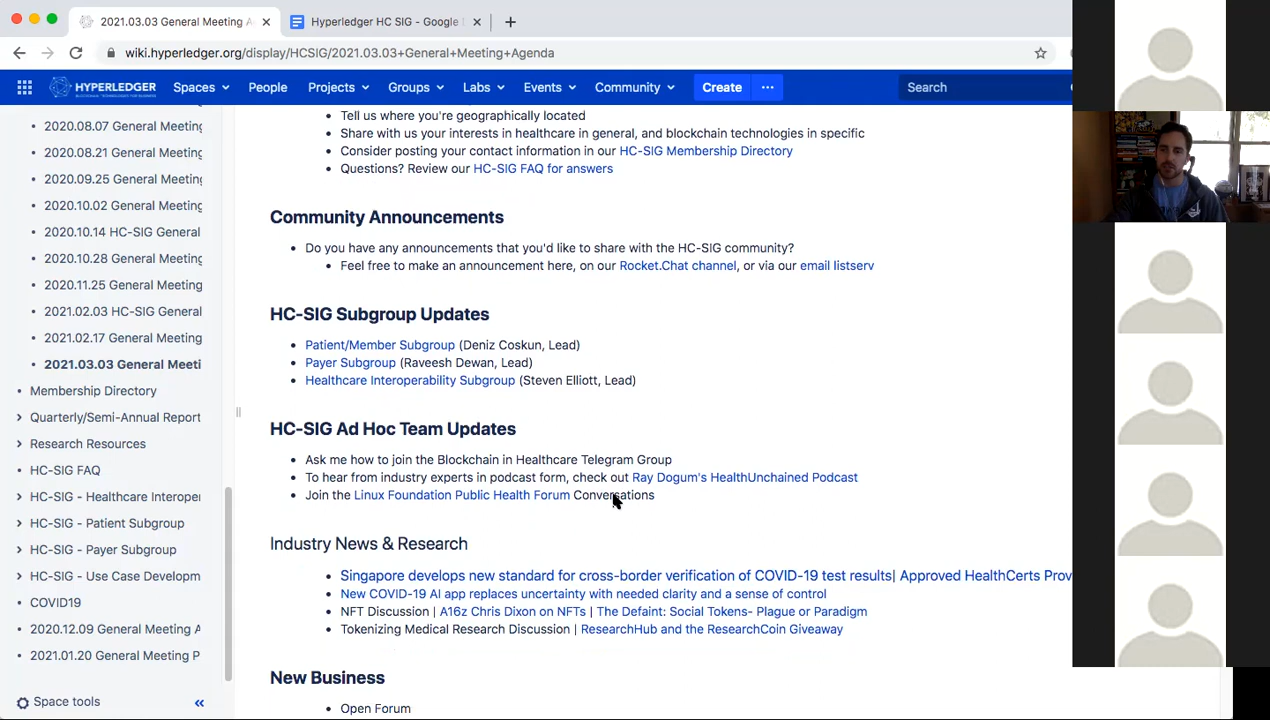 2021.03.03 General Meeting A
Hyperledger HC SIG - Google
wiki.hyperledger.org/display/HCSIG/2021.03.03+General+Meeting+Agenda
HYPERLEDGER
Spaces
People
Projects
Groups
Labs
Events
Community
Create
Search
2020.08.07 General Meeting
2020.08.21 General Meeting
2020.09.25 General Meeting
2020.10.02 General Meeting
2020.10.14 HC-SIG General
2020.10.28 General Meeting
2020.11.25 General Meeting
2021.02.03 HC-SIG General
2021.02.17 General Meeting
2021.03.03 General Meeti
Membership Directory
Quarterly/Semi-Annual Report
Research Resources
HC-SIG FAQ
HC-SIG - Healthcare Interoper
HC-SIG - Patient Subgroup
HC-SIG - Payer Subgroup
HC-SIG - Use Case Developm
COVID19
2020.12.09 General Meeting A
2021.01.20 General Meeting P
Space tools
Tell us where you're geographically located
Share with us your interests in healthcare in general, and blockchain technologies in specific
Consider posting your contact information in our HC-SIG Membership Directory
Questions? Review our HC-SIG FAQ for answers
Community Announcements
Do you have any announcements that you'd like to share with the HC-SIG community?
Feel free to make an announcement here, on our Rocket.Chat channel, or via our email listserv
HC-SIG Subgroup Updates
Patient/Member Subgroup (Deniz Coskun, Lead)
Payer Subgroup (Raveesh Dewan, Lead)
Healthcare Interoperability Subgroup (Steven Elliott, Lead)
HC-SIG Ad Hoc Team Updates
Ask me how to join the Blockchain in Healthcare Telegram Group
To hear from industry experts in podcast form, check out Ray Dogum's HealthUnchained Podcast
Join the Linux Foundation Public Health Forum Conversations
Industry News & Research
Singapore develops new standard for cross-border verification of COVID-19 test results| Approved HealthCerts Prov
New COVID-19 AI app replaces uncertainty with needed clarity and a sense of control
NFT Discussion | A16z Chris Dixon on NFTs | The Defaint: Social Tokens- Plague or Paradigm
Tokenizing Medical Research Discussion | ResearchHub and the ResearchCoin Giveaway
New Business
Open Forum